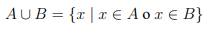 A ∪ B = {x | x ∈ A o x ∈ B}